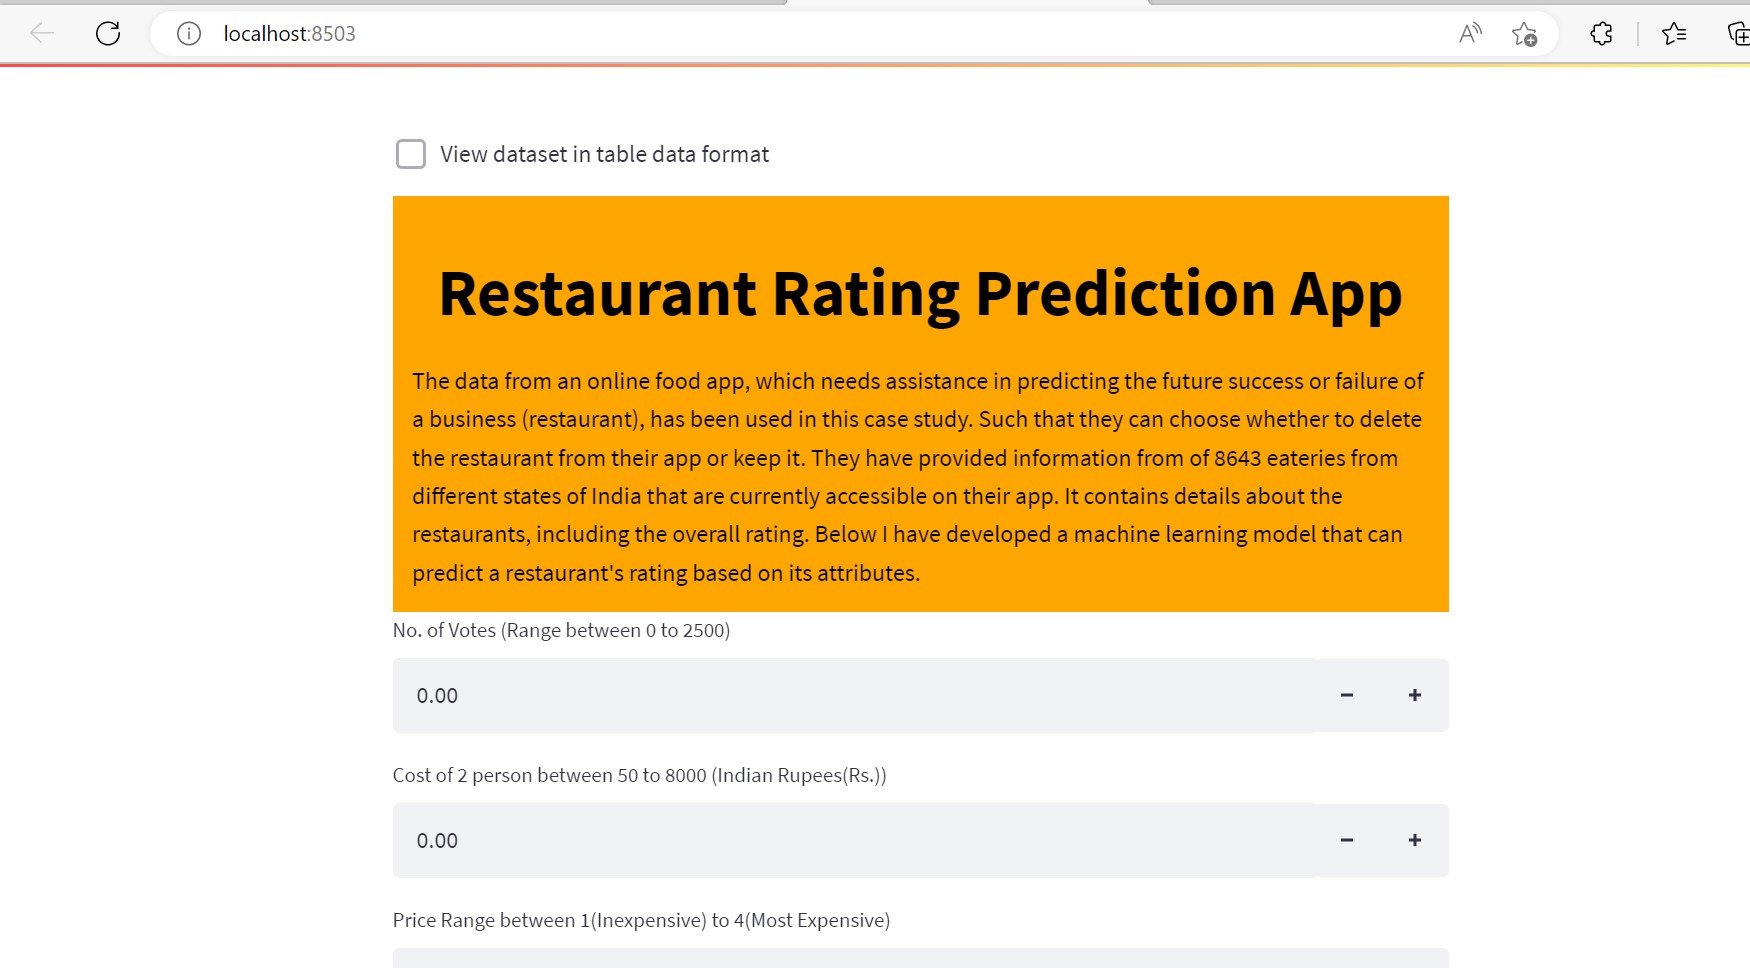 localhost:8503
View dataset in table data format
Restaurant Rating Prediction App
The data from an online food app, which needs assistance in predicting the future success or failure of
a business (restaurant), has been used in this case study. Such that they can choose whether to delete
the restaurant from their app or keep it. They have provided information from of 8643 eateries from
different states of India that are currently accessible on their app. It contains details about the
restaurants, including the overall rating. Below I have developed a machine learning model that can
predict a restaurant's rating based on its attributes.
No. of Votes (Range between 0 to 2500)
0.00
Cost of 2 person between 50 to 8000 (Indian Rupees(Rs.))
0.00
Price Range between 1(Inexpensive) to 4(Most Expensive)